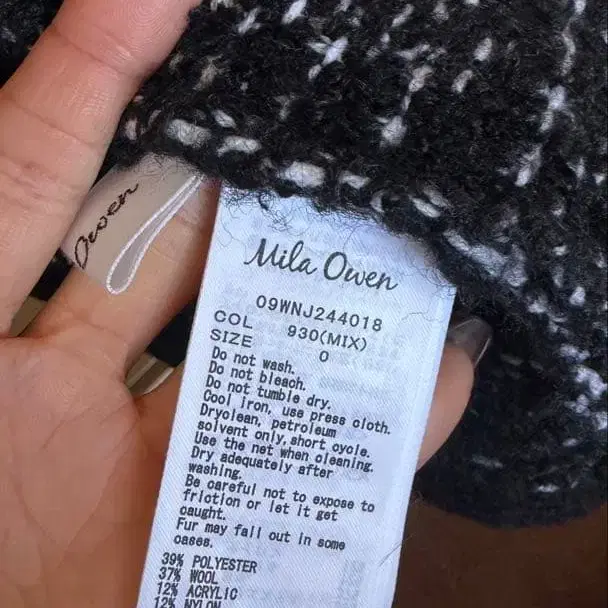 Owen
Mila Owen
09WNJ244018
COL 930(MIX)
SIZE 0
Do not wash.
Do not bleach.
Do not tumble dry.
Cool iron, use press cloth.
Dryclean, petroleum
solvent only,short cycle.
Use the net when cleaning.
Dry adequately after
washing.
Be careful not to expose to
friction or let it get
caught.
Fur may fall out in some
cases.
39% POLYESTER
37% WOOL
12% ACRYLIC
12% NYLON